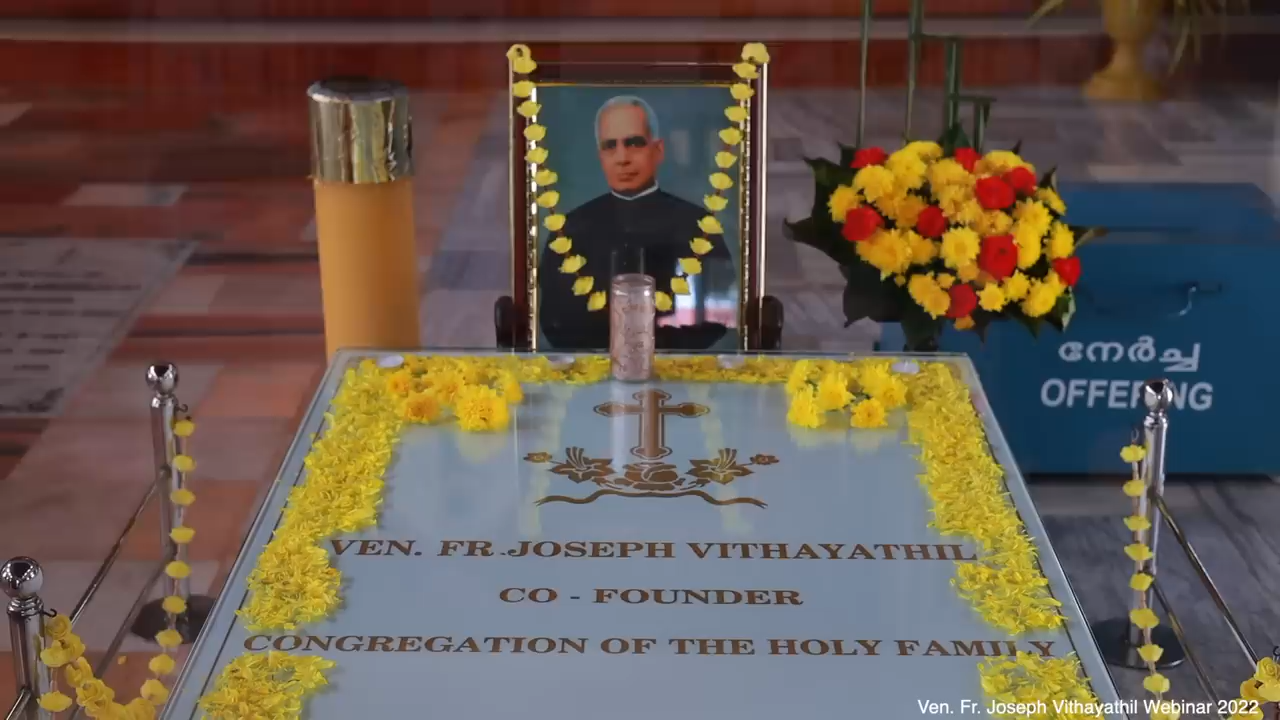 നേർച്ച
OFFERING
VEN. FR.JOSEPH VITHAYATHIL
CO - FOUNDER
CONGREGATION OF THE HOLY FAMILY
Ven. Fr. Joseph Vithayathil Webinar 2022